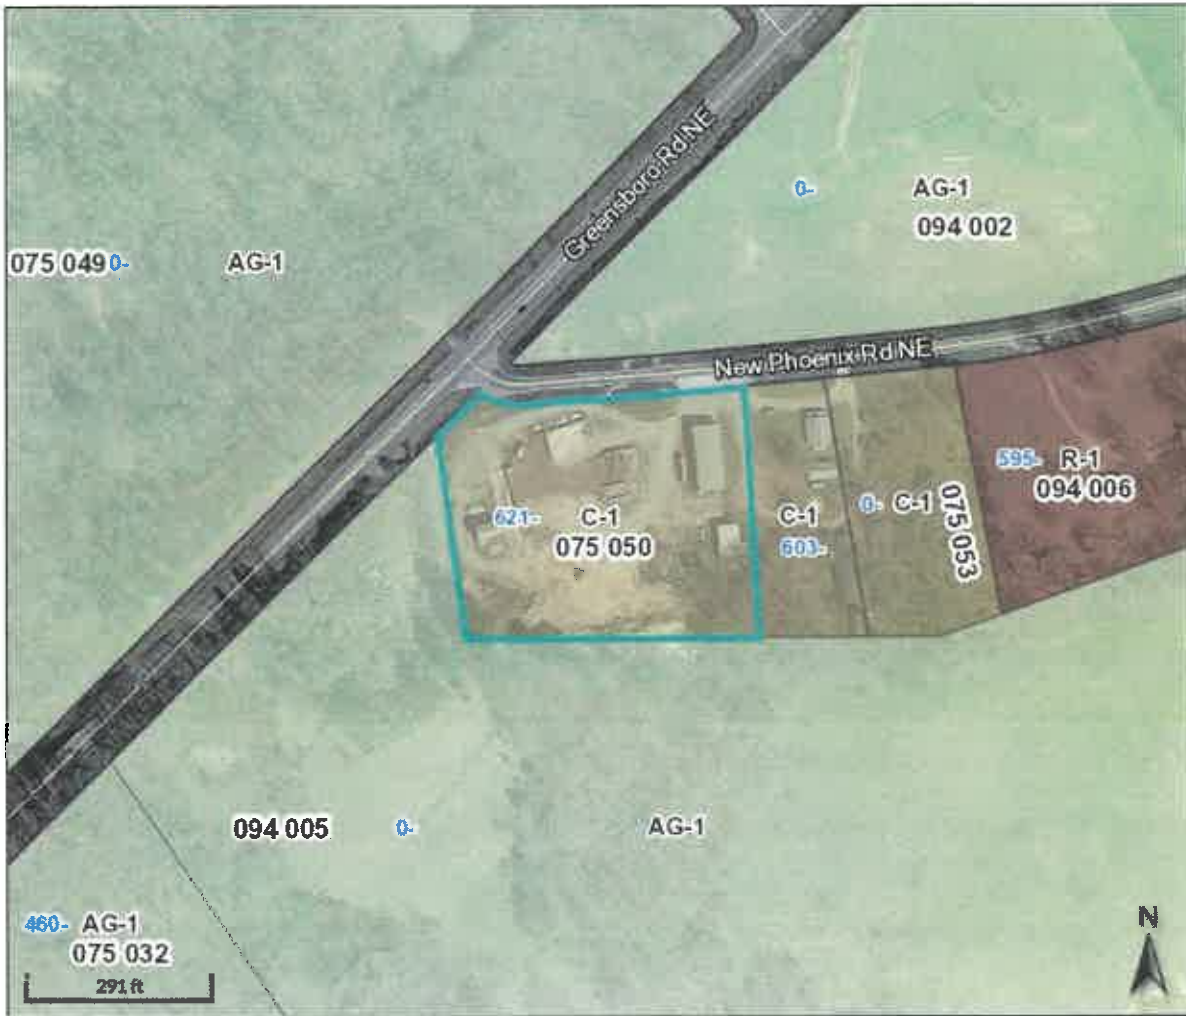 Greensboro Rd NE
0-
AG-1
094 002
075 049 0-
AG-1
New Phoenix Rd NE
595- R-1
094 006
621- C-1
075 050
C-1
603-
0- C-1
075 053
094 005 0-
AG-1
460- AG-1
075 032
291 ft
N